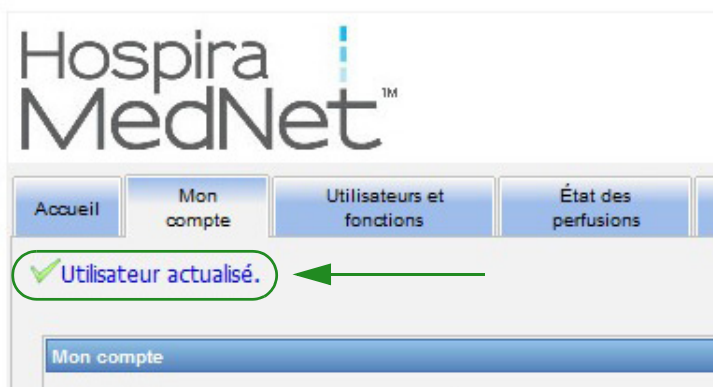 Hospira
MedNet™
Accueil
Mon
compte
Utilisateurs et
fonctions
État des
perfusions
Utilisateur actualisé.
Mon compte